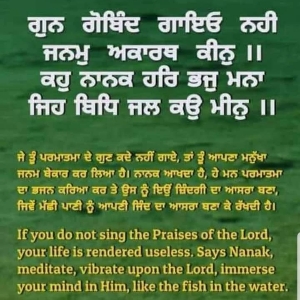 ਗੁਨ ਗੋਬਿੰਦ ਗਾਇਓ ਨਹੀ
ਜਨਮੁ ਅਕਾਰਥ ਕੀਨੁ ॥
ਕਹੁ ਨਾਨਕ ਹਰਿ ਭਜੁ ਮਨਾ
ਜਿਹ ਬਿਧਿ ਜਲ ਕਉ ਮੀਨੁ ॥
ਜੇ ਤੂੰ ਪਰਮਾਤਮਾ ਦੇ ਗੁਣ ਕਦੇ ਨਹੀਂ ਗਾਏ, ਤਾਂ ਤੂੰ ਆਪਣਾ ਮਨੁੱਖਾ
ਜਨਮ ਬੇਕਾਰ ਕਰ ਲਿਆ ਹੈ। ਨਾਨਕ ਆਖਦਾ ਹੈ, ਹੇ ਮਨ ਪਰਮਾਤਮਾ
ਦਾ ਭਜਨ ਕਰਿਆ ਕਰ ਤੇ ਉਸ ਨੂੰ ਇਉਂ ਜ਼ਿੰਦਗੀ ਦਾ ਆਸਰਾ ਬਣਾ,
ਜਿਵੇਂ ਮੱਛੀ ਪਾਣੀ ਨੂੰ ਆਪਣੀ ਜਿੰਦ ਦਾ ਆਸਰਾ ਬਣਾ ਕੇ ਰੱਖਦੀ ਹੈ।
If you do not sing the Praises of the Lord,
your life is rendered useless. Says Nanak,
meditate, vibrate upon the Lord, immerse
your mind in Him, like the fish in the water.